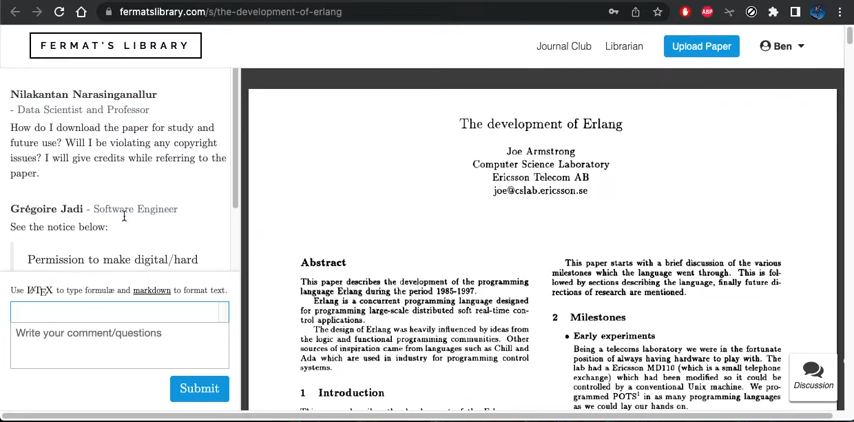 fermatslibrary.com/s/the-development-of-erlang
ABP
FERMAT'S LIBRARY
Journal Club
Librarian
Upload Paper
Ben
Nilakantan Narasinganallur
- Data Scientist and Professor
How do I download the paper for study and
future use? Will I be violating any copyright
issues? I will give credits while referring to the
paper.
Grégoire Jadi - Software Engineer
See the notice below:
Permission to make digital/hard
Use LATEX to type formulæ and markdown to format text.
Write your comment/questions
Submit
The development of Erlang
Joe Armstrong
Computer Science Laboratory
Ericsson Telecom AB
joe@cslab.ericsson.se
Abstract
This paper describes the development of the programming
language Erlang during the period 1985-1997.
Erlang is a concurrent programming language designed
for programming large-scale distributed soft real-time con-
trol applications.
The design of Erlang was heavily influenced by ideas from
the logic and functional programming communities. Other
sources of inspiration came from languages such as Chill and
Ada which are used in industry for programming control
systems.
1 Introduction
This paper starts with a brief discussion of the various
milestones which the language went through. This is fol-
lowed by sections describing the language, finally future di-
rections of research are mentioned.
2 Milestones
• Early experiments
Being a telecoms laboratory we were in the fortunate
position of always having hardware to play with. The
lab had a Ericsson MD110 (which is a small telephone
exchange) which had been modified so it could be
controlled by a conventional Unix machine. We pro-
grammed POTS1 in as many programming languages
as we could lay our hands on.
Discussion